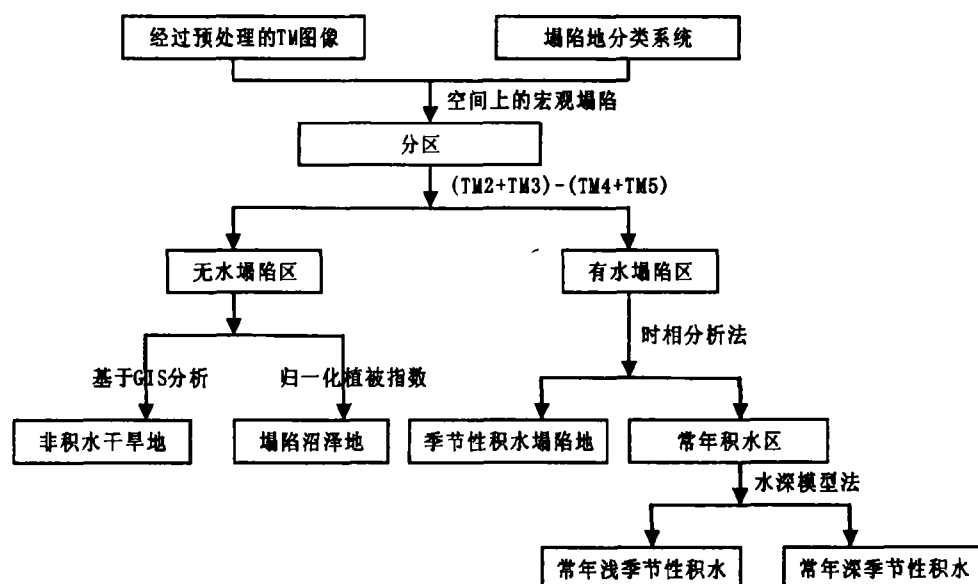 经过预处理的TM图像
塌陷地分类系统
空间上的宏观塌陷
分区
(TM2+TM3)-(TM4+TM5)
无水塌陷区
有水塌陷区
时相分析法
基于GIS分析
归一化植被指数
非积水干旱地
塌陷沼泽地
季节性积水塌陷地
常年积水区
水深模型法
常年浅季节性积水
常年深季节性积水